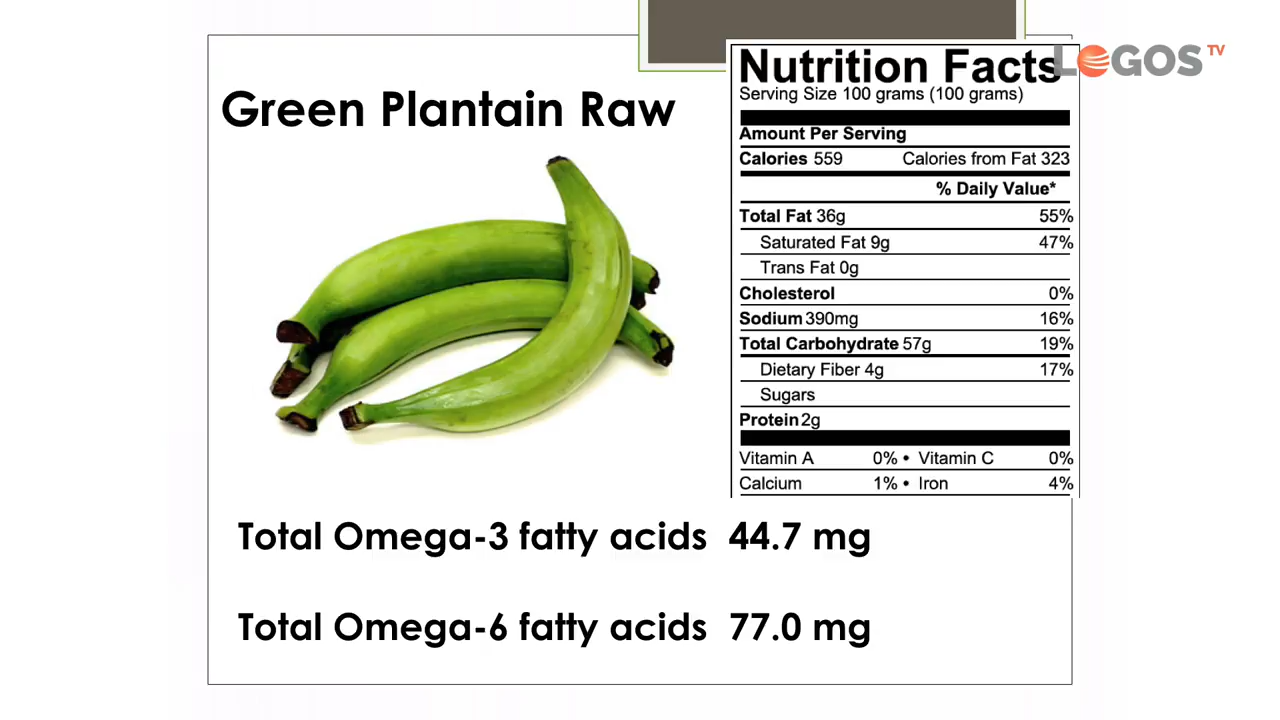 LOGOS TV
Green Plantain Raw
Nutrition Facts
Serving Size 100 grams (100 grams)
Amount Per Serving
Calories 559 Calories from Fat 323
% Daily Value*
Total Fat 36g 55%
Saturated Fat 9g 47%
Trans Fat 0g
Cholesterol 0%
Sodium 390mg 16%
Total Carbohydrate 57g 19%
Dietary Fiber 4g 17%
Sugars
Protein 2g
Vitamin A 0% • Vitamin C 0%
Calcium 1% • Iron 4%
Total Omega-3 fatty acids 44.7 mg
Total Omega-6 fatty acids 77.0 mg